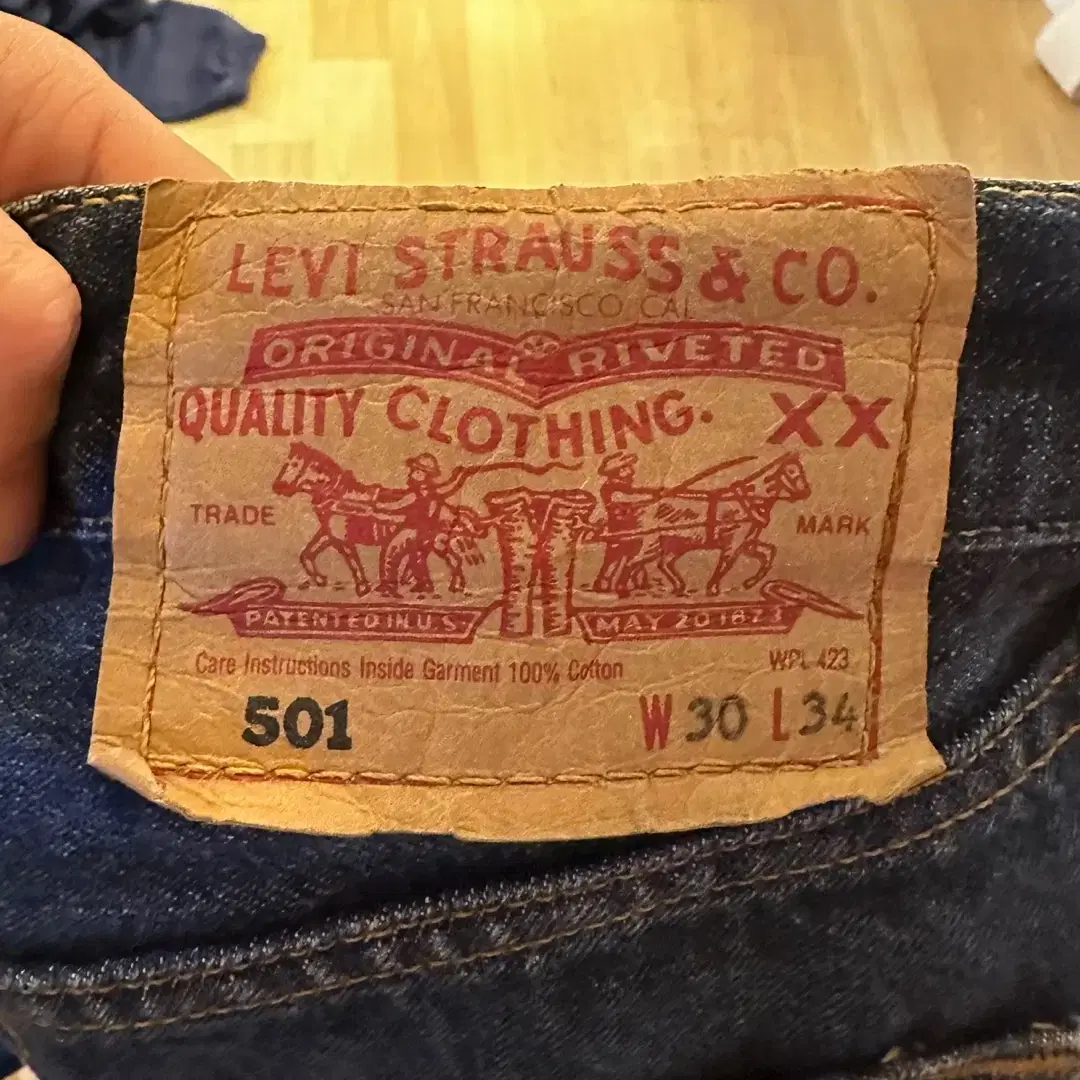 LEVI STRAUSS & CO.
SAN FRANCISCO CAL
ORIGINAL RIVETED
QUALITY CLOTHING. XX
TRADE MARK
PATENTED IN U.S. MAY 20 1873
Care Instructions Inside Garment 100% Cotton WPL 423
501 W 30 L 34